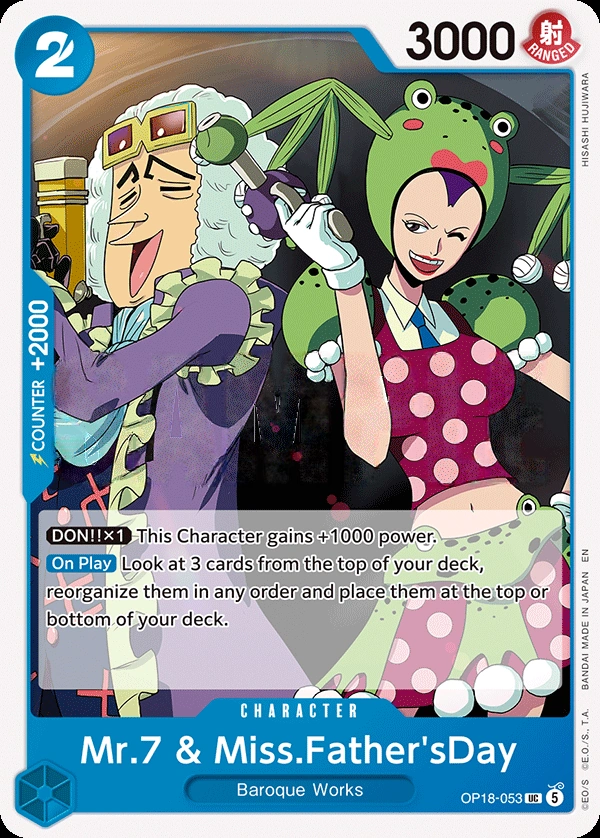 2
3000
射
RANGED
HISASHI HUJIWARA
COUNTER +2000
DON!!×1 This Character gains +1000 power.
On Play Look at 3 cards from the top of your deck,
reorganize them in any order and place them at the top or
bottom of your deck.
CHARACTER
Mr.7 & Miss.Father'sDay
Baroque Works
OP18-053 UC 5
©E.O/S ©E.O./S., T.A. BANDAI MADE IN JAPAN EN